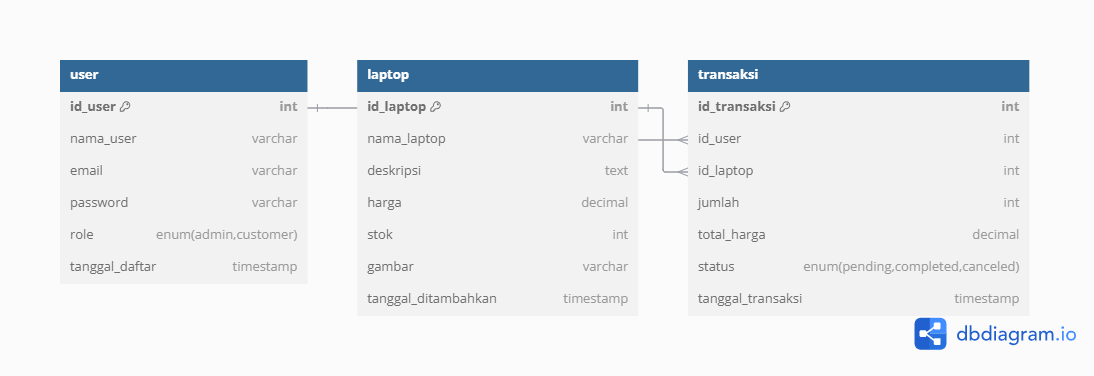 user
id_user int
nama_user varchar
email varchar
password varchar
role enum(admin,customer)
tanggal_daftar timestamp
laptop
id_laptop int
nama_laptop varchar
deskripsi text
harga decimal
stok int
gambar varchar
tanggal_ditambahkan timestamp
transaksi
id_transaksi int
id_user int
id_laptop int
jumlah int
total_harga decimal
status enum(pending,completed,canceled)
tanggal_transaksi timestamp
dbdiagram.io